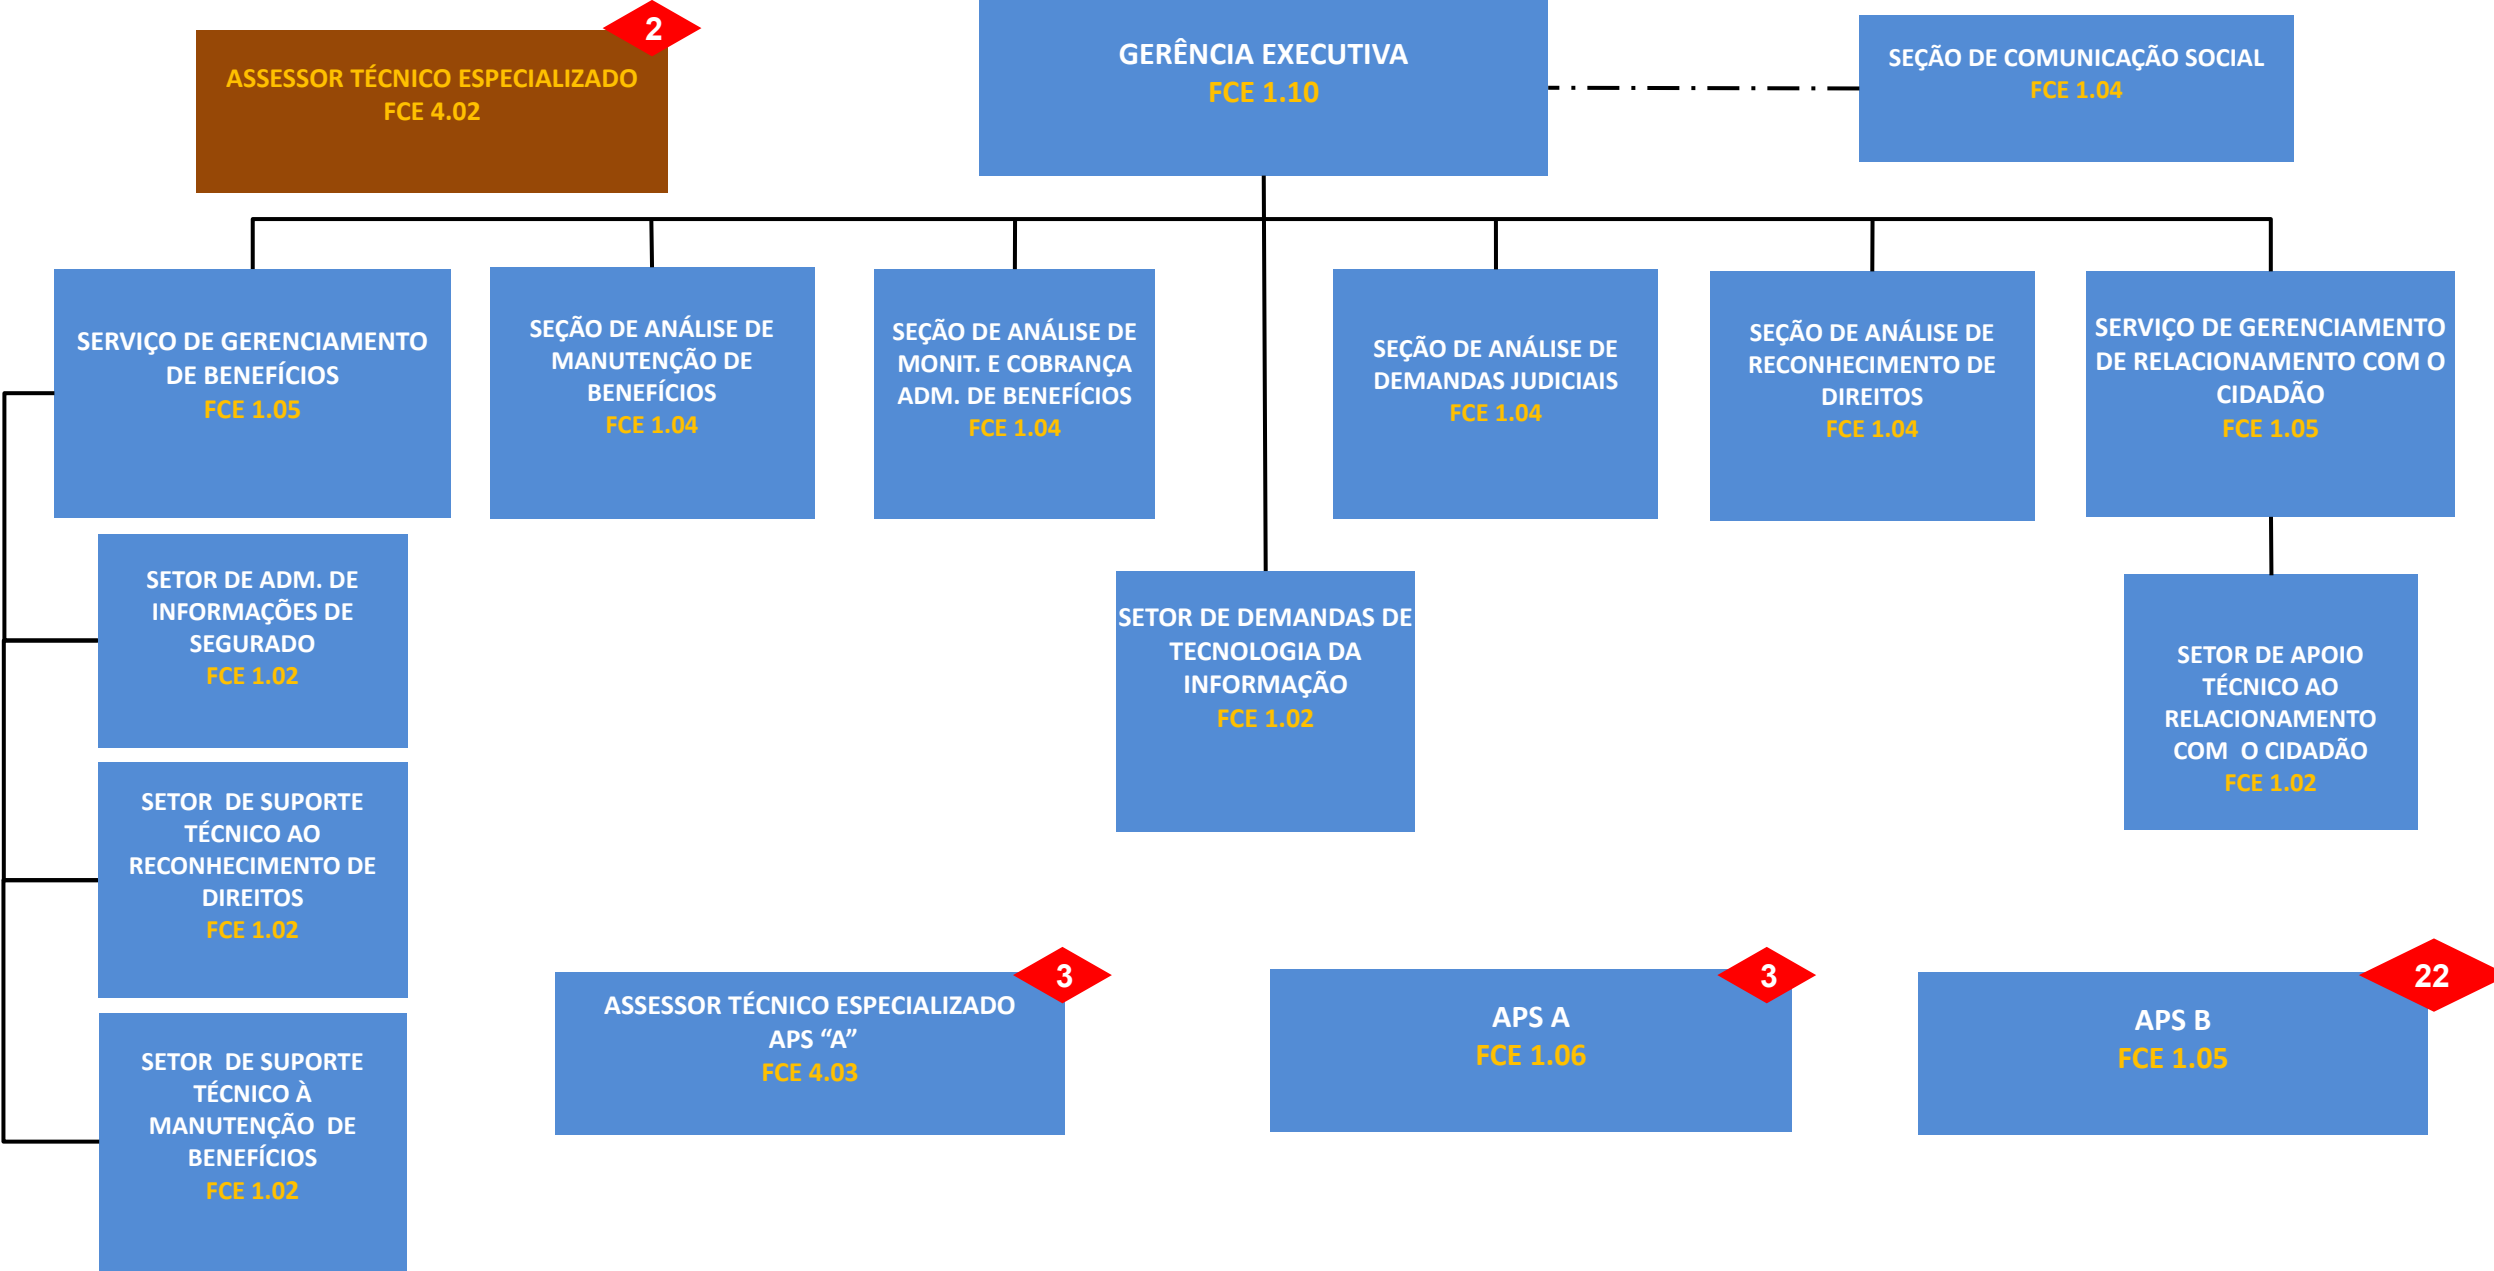 2
ASSESSOR TÉCNICO ESPECIALIZADO
FCE 4.02
GERÊNCIA EXECUTIVA
FCE 1.10
SEÇÃO DE COMUNICAÇÃO SOCIAL
FCE 1.04
SERVIÇO DE GERENCIAMENTO
DE BENEFÍCIOS
FCE 1.05
SEÇÃO DE ANÁLISE DE
MANUTENÇÃO DE
BENEFÍCIOS
FCE 1.04
SEÇÃO DE ANÁLISE DE
MONIT. E COBRANÇA
ADM. DE BENEFÍCIOS
FCE 1.04
SEÇÃO DE ANÁLISE DE
DEMANDAS JUDICIAIS
FCE 1.04
SEÇÃO DE ANÁLISE DE
RECONHECIMENTO DE
DIREITOS
FCE 1.04
SERVIÇO DE GERENCIAMENTO
DE RELACIONAMENTO COM O
CIDADÃO
FCE 1.05
SETOR DE ADM. DE
INFORMAÇÕES DE
SEGURADO
FCE 1.02
SETOR DE DEMANDAS DE
TECNOLOGIA DA
INFORMAÇÃO
FCE 1.02
SETOR DE APOIO
TÉCNICO AO
RELACIONAMENTO
COM O CIDADÃO
FCE 1.02
SETOR DE SUPORTE
TÉCNICO AO
RECONHECIMENTO DE
DIREITOS
FCE 1.02
3
ASSESSOR TÉCNICO ESPECIALIZADO
APS “A”
FCE 4.03
3
APS A
FCE 1.06
22
APS B
FCE 1.05
SETOR DE SUPORTE
TÉCNICO À
MANUTENÇÃO DE
BENEFÍCIOS
FCE 1.02